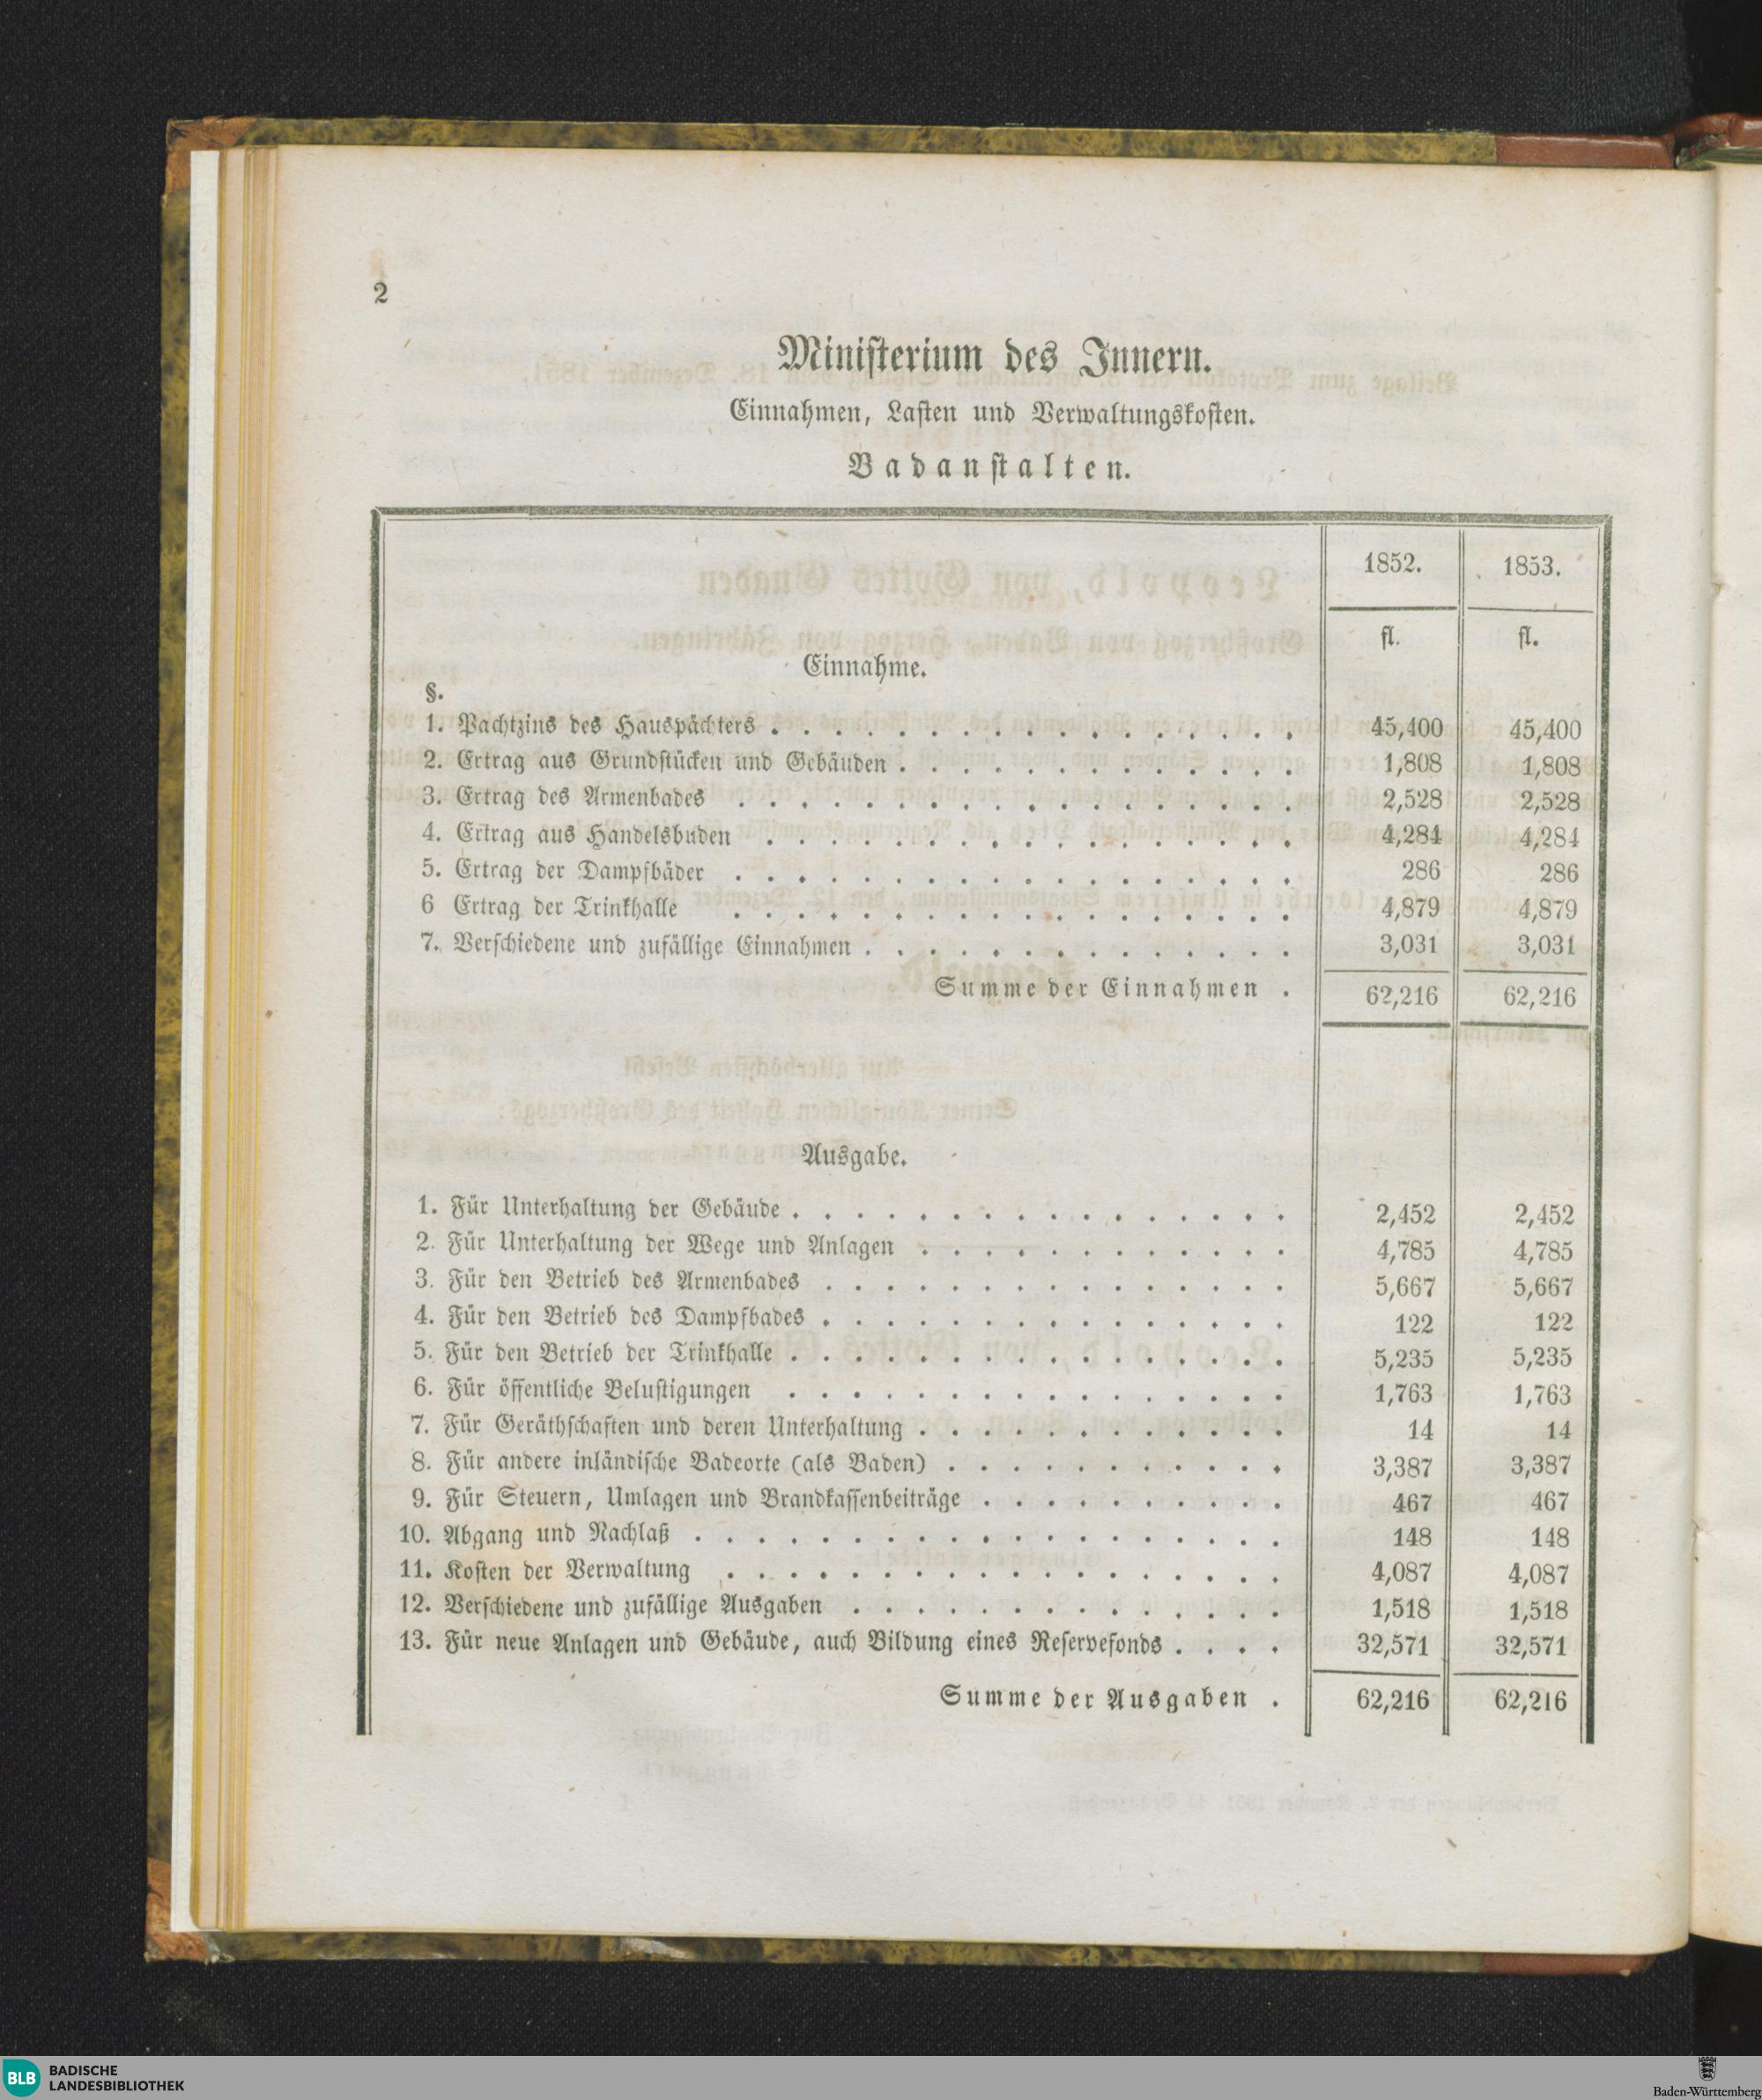 2
Ministerium des Innern.
Einnahmen, Lasten und Verwaltungskosten.
Badanstalten.
1852. 1853.
fl. fl.
Einnahme.
§.
1. Pachtzins des Hauspächters . . . . 45,400 45,400
2. Ertrag aus Grundstücken und Gebäuden . . . . 1,808 1,808
3. Ertrag des Armenbades . . . . 2,528 2,528
4. Ertrag aus Handelsbuden . . . . 4,284 4,284
5. Ertrag der Dampfbäder . . . . 286 286
6 Ertrag der Trinkhalle . . . . 4,879 4,879
7. Verschiedene und zufällige Einnahmen . . . . 3,031 3,031
Summe der Einnahmen . 62,216 62,216
Ausgabe.
1. Für Unterhaltung der Gebäude . . . . 2,452 2,452
2. Für Unterhaltung der Wege und Anlagen . . . . 4,785 4,785
3. Für den Betrieb des Armenbades . . . . 5,667 5,667
4. Für den Betrieb des Dampfbades . . . . 122 122
5. Für den Betrieb der Trinkhalle . . . . 5,235 5,235
6. Für öffentliche Belustigungen . . . . 1,763 1,763
7. Für Geräthschaften und deren Unterhaltung . . . . 14 14
8. Für andere inländische Badeorte (als Baden) . . . . 3,387 3,387
9. Für Steuern, Umlagen und Brandkassenbeiträge . . . . 467 467
10. Abgang und Nachlaß . . . . 148 148
11. Kosten der Verwaltung . . . . 4,087 4,087
12. Verschiedene und zufällige Ausgaben . . . . 1,518 1,518
13. Für neue Anlagen und Gebäude, auch Bildung eines Reservefonds . . . . 32,571 32,571
Summe der Ausgaben . 62,216 62,216
BLB BADISCHE
LANDESBIBLIOTHEK
Baden-Württemberg